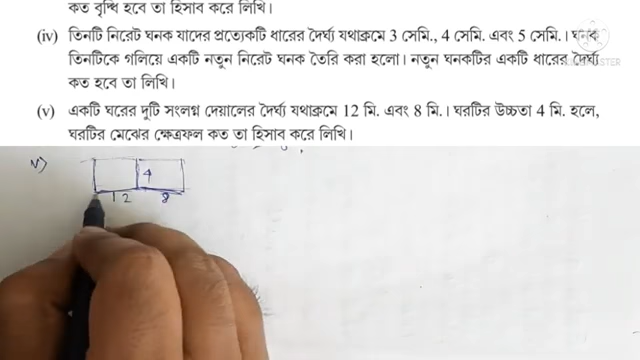 কত বৃদ্ধি হবে তা হিসাব করে লিখি।
(iv) তিনটি নিরেট ঘনক যাদের প্রত্যেকটি ধারের দৈর্ঘ্য যথাক্রমে 3 সেমি., 4 সেমি. এবং 5 সেমি.। ঘনক
তিনটিকে গলিয়ে একটি নতুন নিরেট ঘনক তৈরি করা হলো। নতুন ঘনকটির একটি ধারের দৈর্ঘ্য
কত হবে তা লিখি।
(v) একটি ঘরের দুটি সংলগ্ন দেয়ালের দৈর্ঘ্য যথাক্রমে 12 মি. এবং 8 মি.। ঘরটির উচ্চতা 4 মি. হলে,
ঘরটির মেঝের ক্ষেত্রফল কত তা হিসাব করে লিখি।
v)
4
12 8